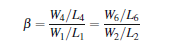 β = W4/L4 / W1/L1 = W6/L6 / W2/L2